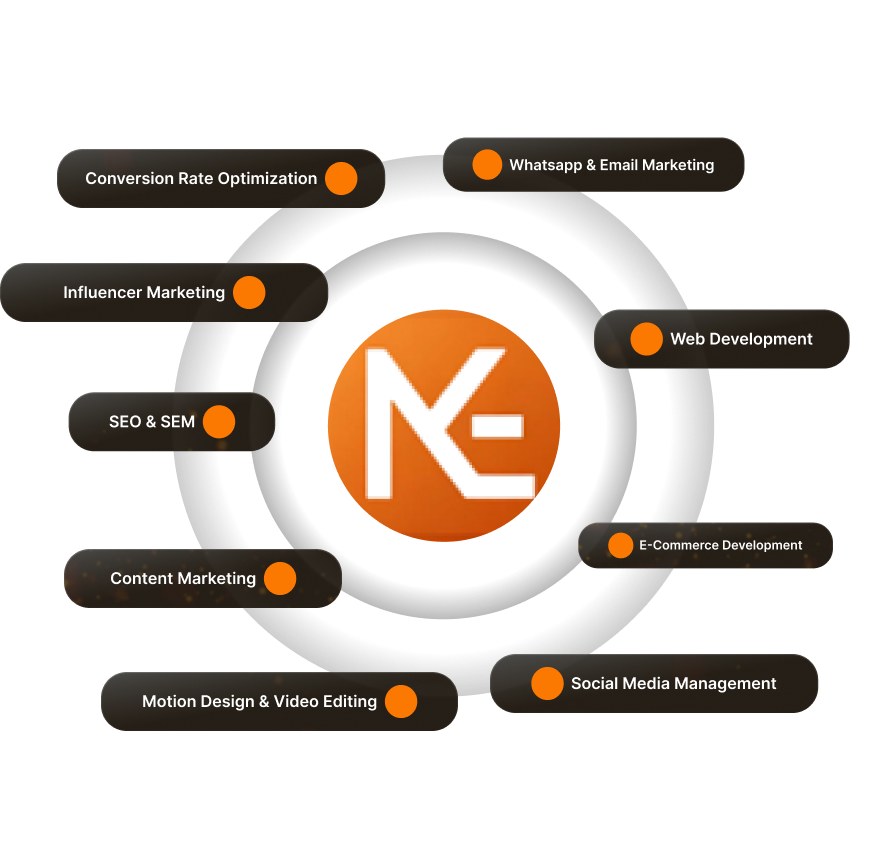 Conversion Rate Optimization
Whatsapp & Email Marketing
Influencer Marketing
Web Development
SEO & SEM
E-Commerce Development
Content Marketing
Social Media Management
Motion Design & Video Editing